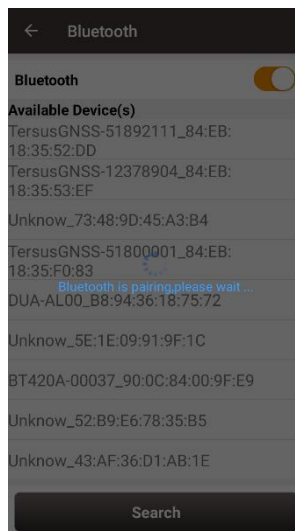 Bluetooth
Bluetooth
Available Device(s)
TersusGNSS-51892111_84:EB:
18:35:52:DD
TersusGNSS-12378904_84:EB:
18:35:53:EF
Unknow_73:48:9D:45:A3:B4
TersusGNSS-51800001_84:EB:
18:35:F0:83
Bluetooth is pairing,please wait ...
DUA-AL00_B8:94:36:18:75:72
Unknow_5E:1E:09:91:9F:1C
BT420A-00037_90:0C:84:00:9F:E9
Unknow_52:B9:E6:78:35:B5
Unknow_43:AF:36:D1:AB:1E
Search